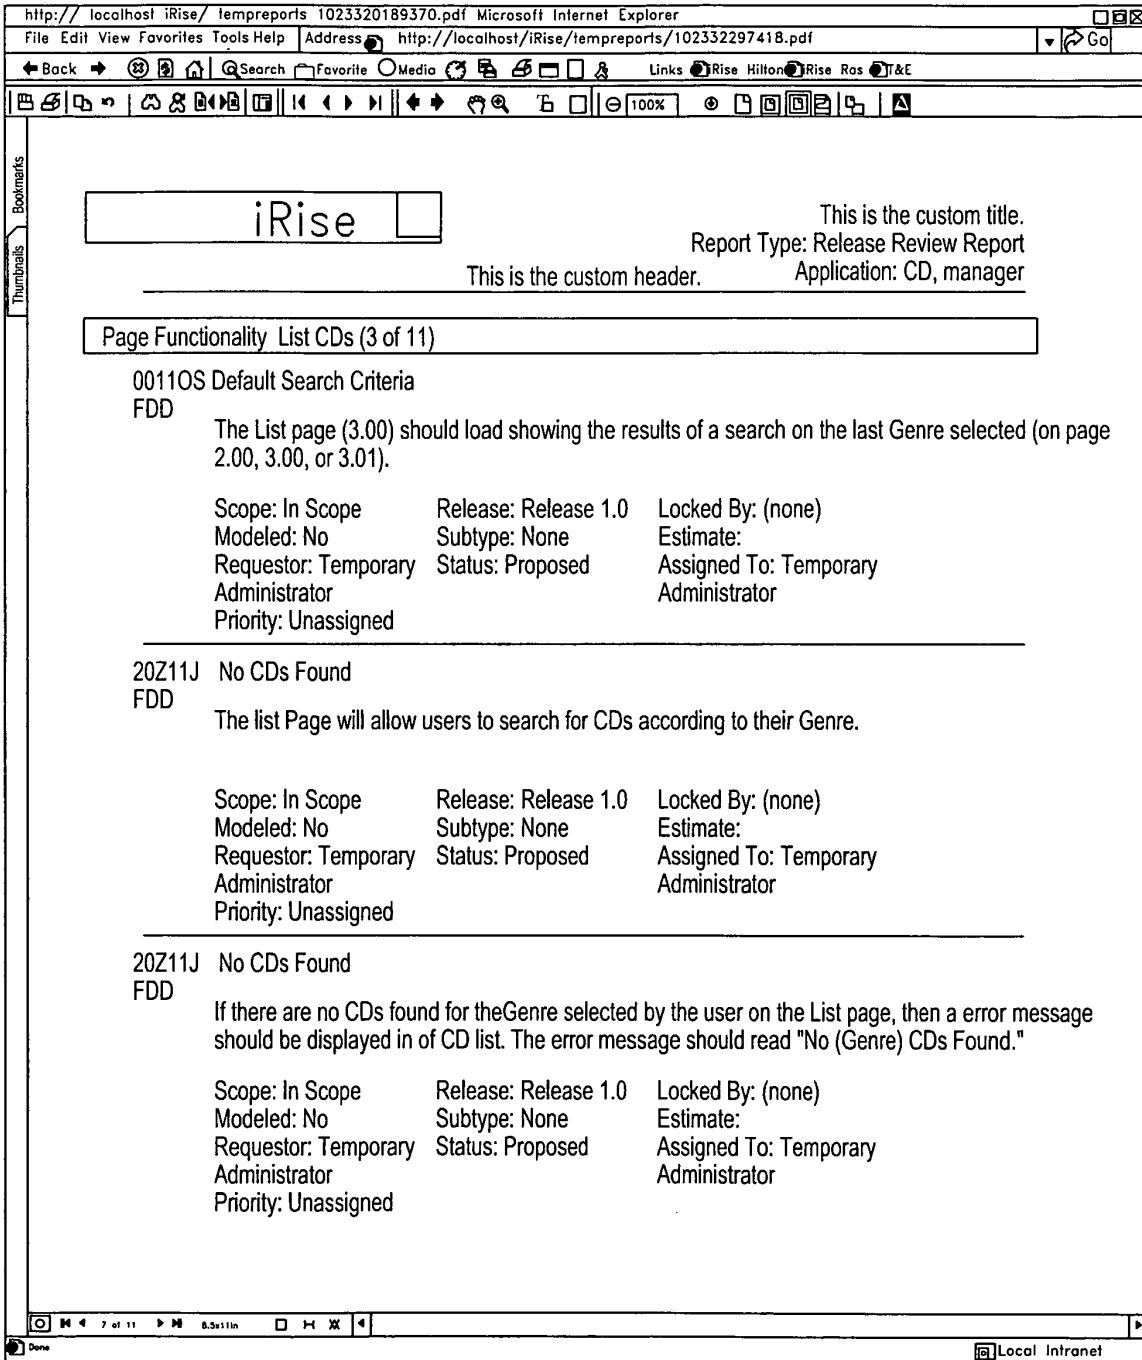 http:// localhost iRise/ tempreports 1023320189370.pdf Microsoft Internet Explorer
File Edit View Favorites Tools Help Address http://localhost/iRise/tempreports/102332297418.pdf Go
Back Search Favorite Media Links iRise Hilton iRise Ras T&E
100%
Bookmarks
Thumbnails
iRise
This is the custom title.
Report Type: Release Review Report
This is the custom header. Application: CD, manager
Page Functionality List CDs (3 of 11)
0011OS Default Search Criteria
FDD
The List page (3.00) should load showing the results of a search on the last Genre selected (on page
2.00, 3.00, or 3.01).
Scope: In Scope Release: Release 1.0 Locked By: (none)
Modeled: No Subtype: None Estimate:
Requestor: Temporary Status: Proposed Assigned To: Temporary
Administrator Administrator
Priority: Unassigned
20Z11J No CDs Found
FDD
The list Page will allow users to search for CDs according to their Genre.
Scope: In Scope Release: Release 1.0 Locked By: (none)
Modeled: No Subtype: None Estimate:
Requestor: Temporary Status: Proposed Assigned To: Temporary
Administrator Administrator
Priority: Unassigned
20Z11J No CDs Found
FDD
If there are no CDs found for theGenre selected by the user on the List page, then a error message
should be displayed in of CD list. The error message should read "No (Genre) CDs Found."
Scope: In Scope Release: Release 1.0 Locked By: (none)
Modeled: No Subtype: None Estimate:
Requestor: Temporary Status: Proposed Assigned To: Temporary
Administrator Administrator
Priority: Unassigned
7 of 11 8.5x11in
Done Local Intranet